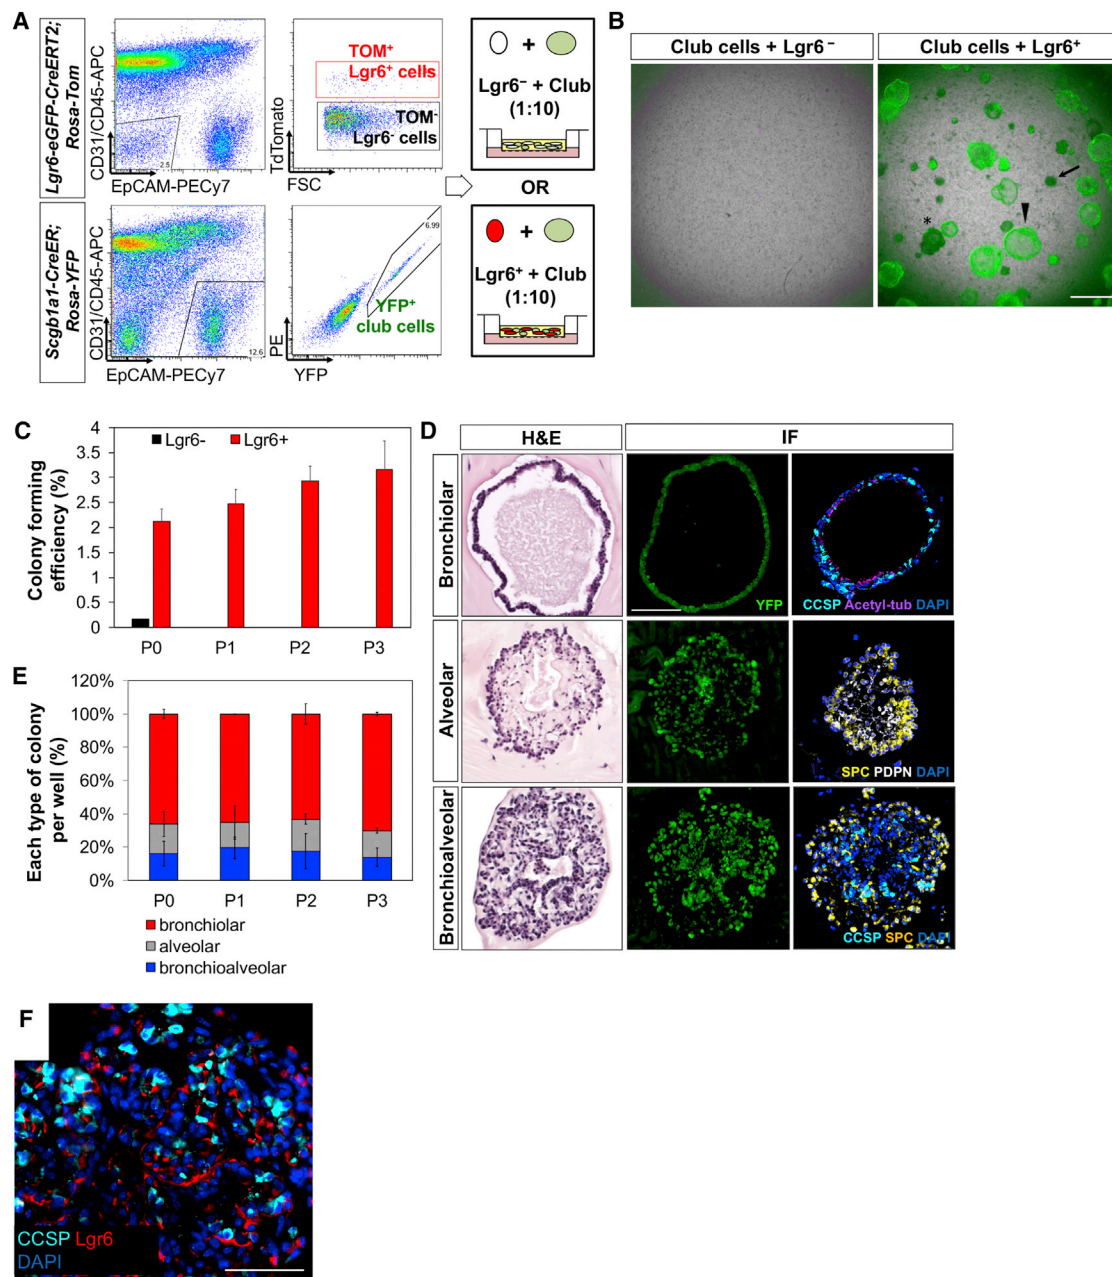 A
Lgr6-eGFP-CreERT2;
Rosa-Tom
CD31/CD45-APC
2.5
EpCAM-PECy7
TdTomato
TOM+
Lgr6+ cells
TOM-
Lgr6- cells
FSC
Lgr6– + Club
(1:10)
OR
Scgb1a1-CreER;
Rosa-YFP
CD31/CD45-APC
12.6
EpCAM-PECy7
PE
6.99
YFP+
club cells
YFP
Lgr6+ + Club
(1:10)
B
Club cells + Lgr6–
Club cells + Lgr6+
*
C
Colony forming
efficiency (%)
4
3.5
3
2.5
2
1.5
1
0.5
0
Lgr6-
Lgr6+
P0
P1
P2
P3
D
H&E
IF
Bronchiolar
YFP
CCSP Acetyl-tub DAPI
Alveolar
SPC PDPN DAPI
Bronchioalveolar
CCSP SPC DAPI
E
Each type of colony
per well (%)
120%
100%
80%
60%
40%
20%
0%
P0
P1
P2
P3
bronchiolar
alveolar
bronchioalveolar
F
CCSP Lgr6
DAPI